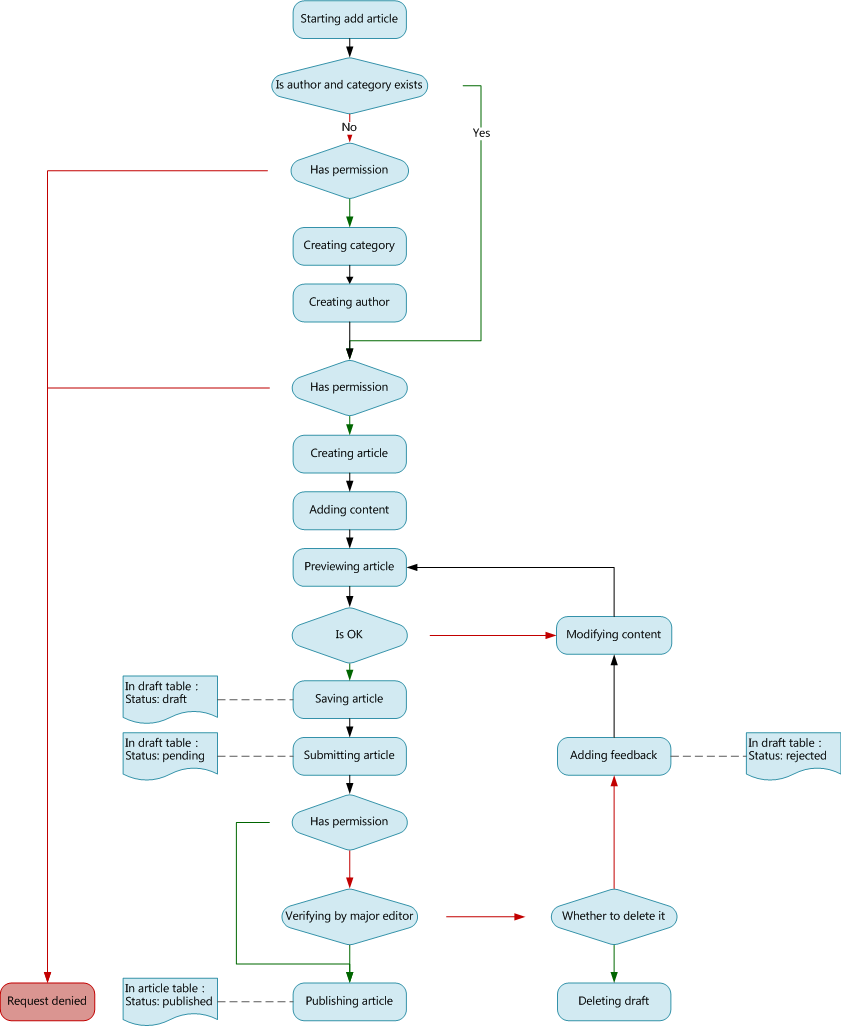 Starting add article
Is author and category exists
No
Yes
Has permission
Creating category
Creating author
Has permission
Creating article
Adding content
Previewing article
Is OK
Modifying content
In draft table：
Status: draft
Saving article
In draft table：
Status: pending
Submitting article
Adding feedback
In draft table：
Status: rejected
Has permission
Verifying by major editor
Whether to delete it
Request denied
In article table：
Status: published
Publishing article
Deleting draft